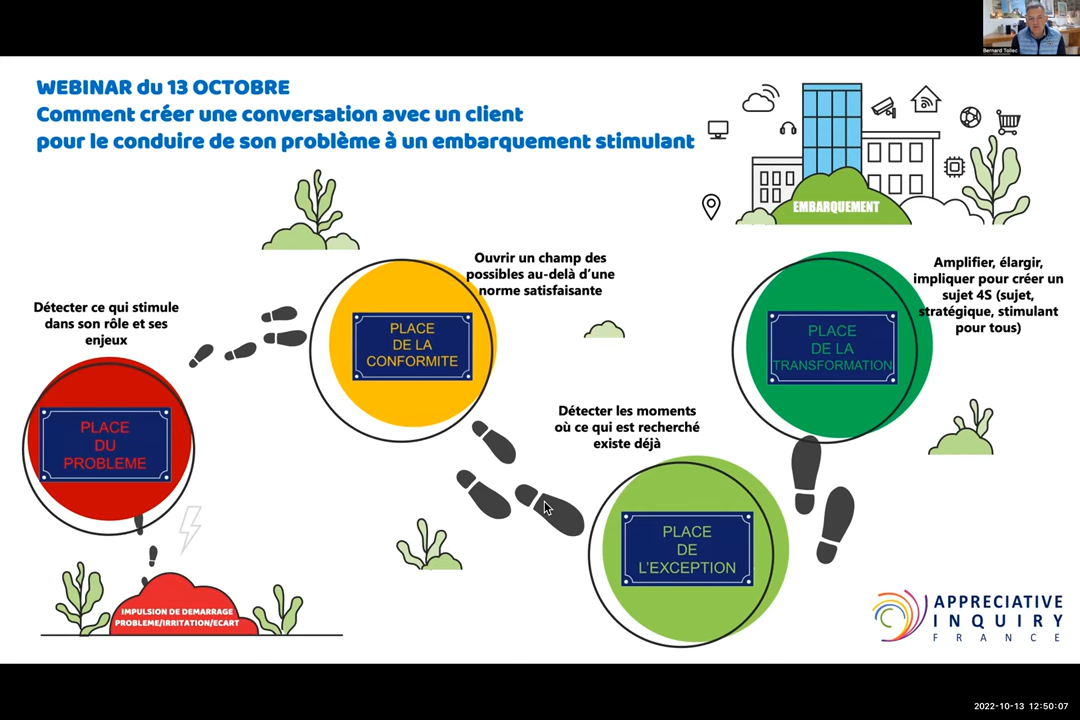 Bernard Tollec
WEBINAR du 13 OCTOBRE
Comment créer une conversation avec un client
pour le conduire de son problème à un embarquement stimulant
EMBARQUEMENT
Ouvrir un champ des
possibles au-delà d’une
norme satisfaisante
Amplifier, élargir,
impliquer pour créer un
sujet 4S (sujet,
stratégique, stimulant
pour tous)
Détecter ce qui stimule
dans son rôle et ses
enjeux
PLACE
DE LA
CONFORMITE
PLACE
DE LA
TRANSFORMATION
Détecter les moments
où ce qui est recherché
existe déjà
PLACE
DU
PROBLEME
PLACE
DE
L’EXCEPTION
IMPULSION DE DEMARRAGE
PROBLEME/IRRITATION/ECART
APPRECIATIVE
INQUIRY
FRANCE
2022-10-13 12:50:07